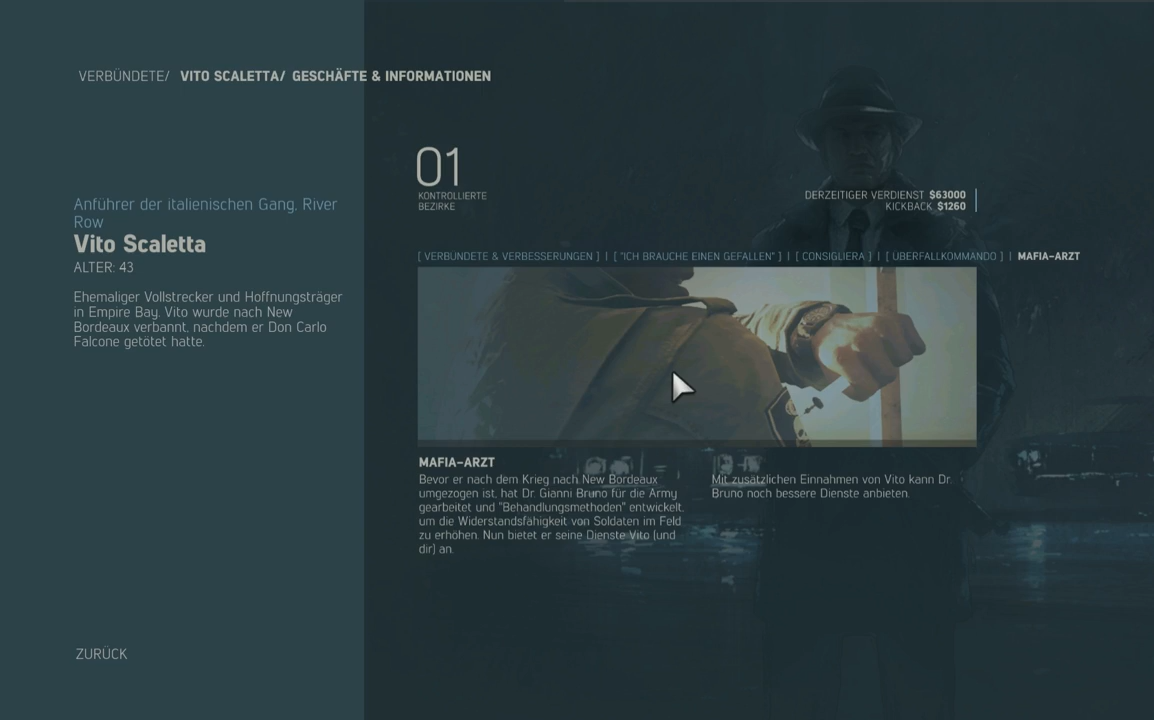 VERBÜNDETE/ VITO SCALETTA/ GESCHÄFTE & INFORMATIONEN
Anführer der italienischen Gang, River
Row
Vito Scaletta
ALTER: 43
Ehemaliger Vollstrecker und Hoffnungsträger
in Empire Bay. Vito wurde nach New
Bordeaux verbannt, nachdem er Don Carlo
Falcone getötet hatte.
ZURÜCK
01
KONTROLLIERTE
BEZIRKE
DERZEITIGER VERDIENST $63000
KICKBACK $1260
[ VERBÜNDETE & VERBESSERUNGEN ] | [ "ICH BRAUCHE EINEN GEFALLEN" ] | [ CONSIGLIERA ] | [ ÜBERFALLKOMMANDO ] | MAFIA-ARZT
MAFIA-ARZT
Bevor er nach dem Krieg nach New Bordeaux
umgezogen ist, hat Dr. Gianni Bruno für die Army
gearbeitet und "Behandlungsmethoden" entwickelt,
um die Widerstandsfähigkeit von Soldaten im Feld
zu erhöhen. Nun bietet er seine Dienste Vito (und
dir) an.
Mit zusätzlichen Einnahmen von Vito kann Dr.
Bruno noch bessere Dienste anbieten.